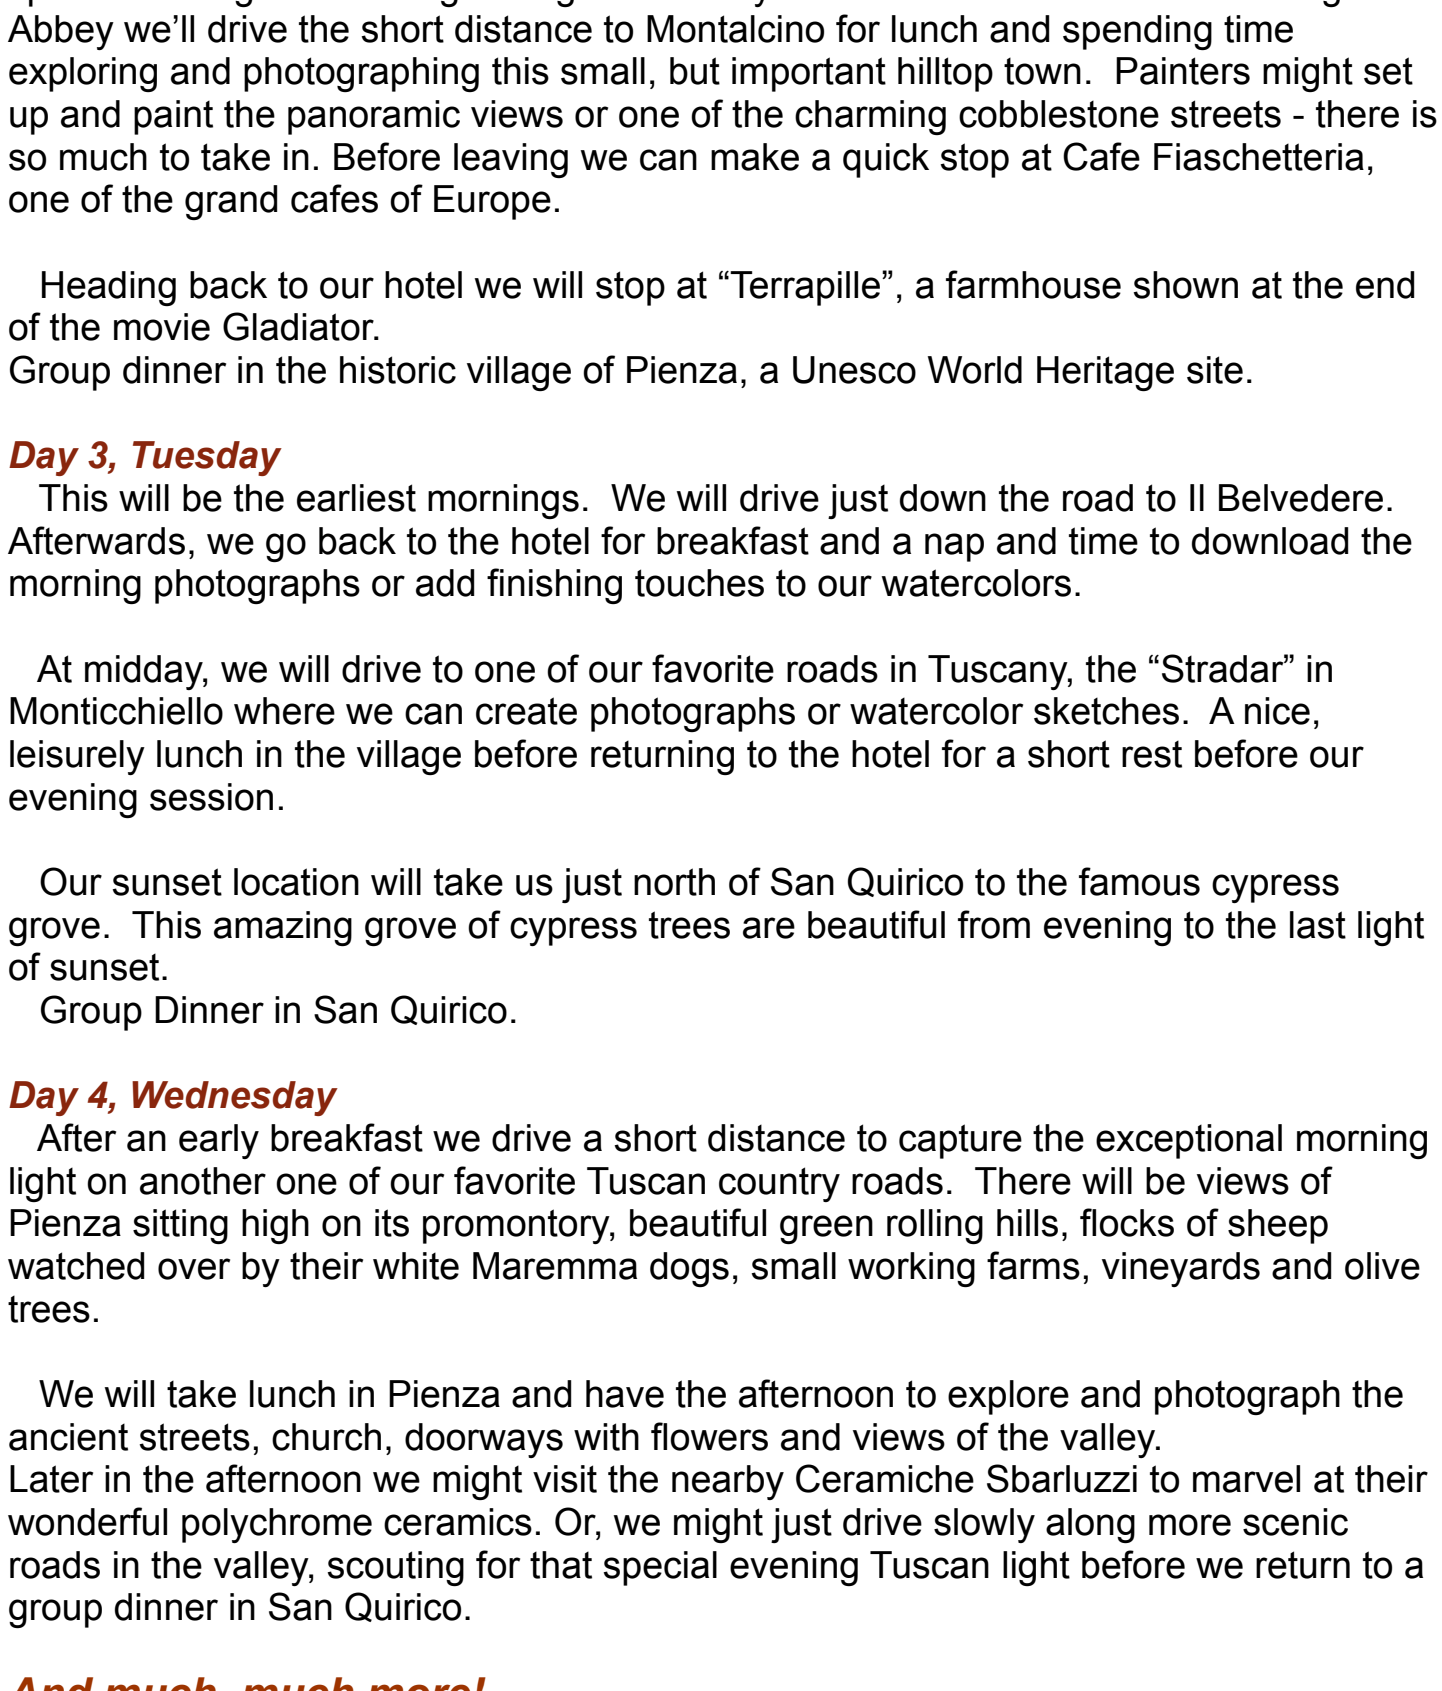 Abbey we’ll drive the short distance to Montalcino for lunch and spending time
exploring and photographing this small, but important hilltop town.  Painters might set
up and paint the panoramic views or one of the charming cobblestone streets - there is
so much to take in. Before leaving we can make a quick stop at Cafe Fiaschetteria,
one of the grand cafes of Europe.
Heading back to our hotel we will stop at “Terrapille”, a farmhouse shown at the end
of the movie Gladiator.
Group dinner in the historic village of Pienza, a Unesco World Heritage site.
Day 3, Tuesday
This will be the earliest mornings.  We will drive just down the road to Il Belvedere.
Afterwards, we go back to the hotel for breakfast and a nap and time to download the
morning photographs or add finishing touches to our watercolors.
At midday, we will drive to one of our favorite roads in Tuscany, the “Stradar” in
Monticchiello where we can create photographs or watercolor sketches.  A nice,
leisurely lunch in the village before returning to the hotel for a short rest before our
evening session.
Our sunset location will take us just north of San Quirico to the famous cypress
grove.  This amazing grove of cypress trees are beautiful from evening to the last light
of sunset.
Group Dinner in San Quirico.
Day 4, Wednesday
After an early breakfast we drive a short distance to capture the exceptional morning
light on another one of our favorite Tuscan country roads.  There will be views of
Pienza sitting high on its promontory, beautiful green rolling hills, flocks of sheep
watched over by their white Maremma dogs, small working farms, vineyards and olive
trees.
We will take lunch in Pienza and have the afternoon to explore and photograph the
ancient streets, church, doorways with flowers and views of the valley.
Later in the afternoon we might visit the nearby Ceramiche Sbarluzzi to marvel at their
wonderful polychrome ceramics. Or, we might just drive slowly along more scenic
roads in the valley, scouting for that special evening Tuscan light before we return to a
group dinner in San Quirico.
And much, much more!